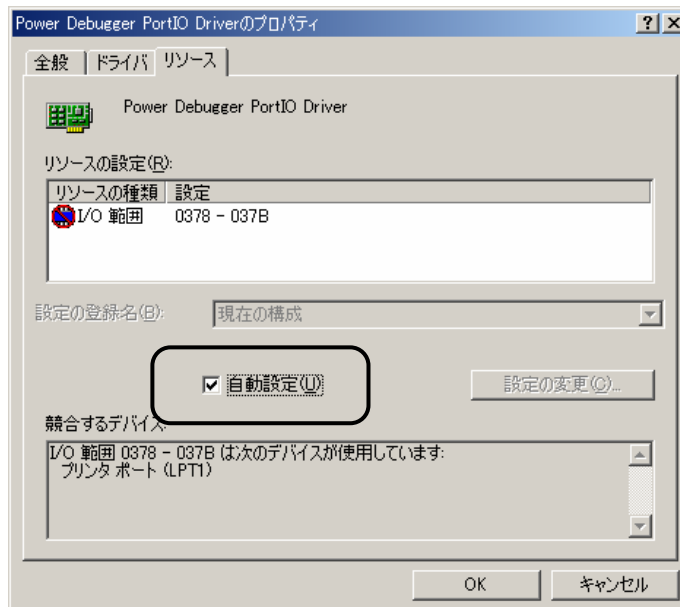 Power Debugger PortIO Driverのプロパティ
全般 ドライバ リソース
Power Debugger PortIO Driver
リソースの設定(R):
リソースの種類 設定
I/O 範囲 0378 - 037B
設定の登録名(B): 現在の構成
自動設定(U) 設定の変更(C)...
競合するデバイス:
I/O 範囲 0378 - 037B は次のデバイスが使用しています:
プリンタ ポート (LPT1)
OK キャンセル